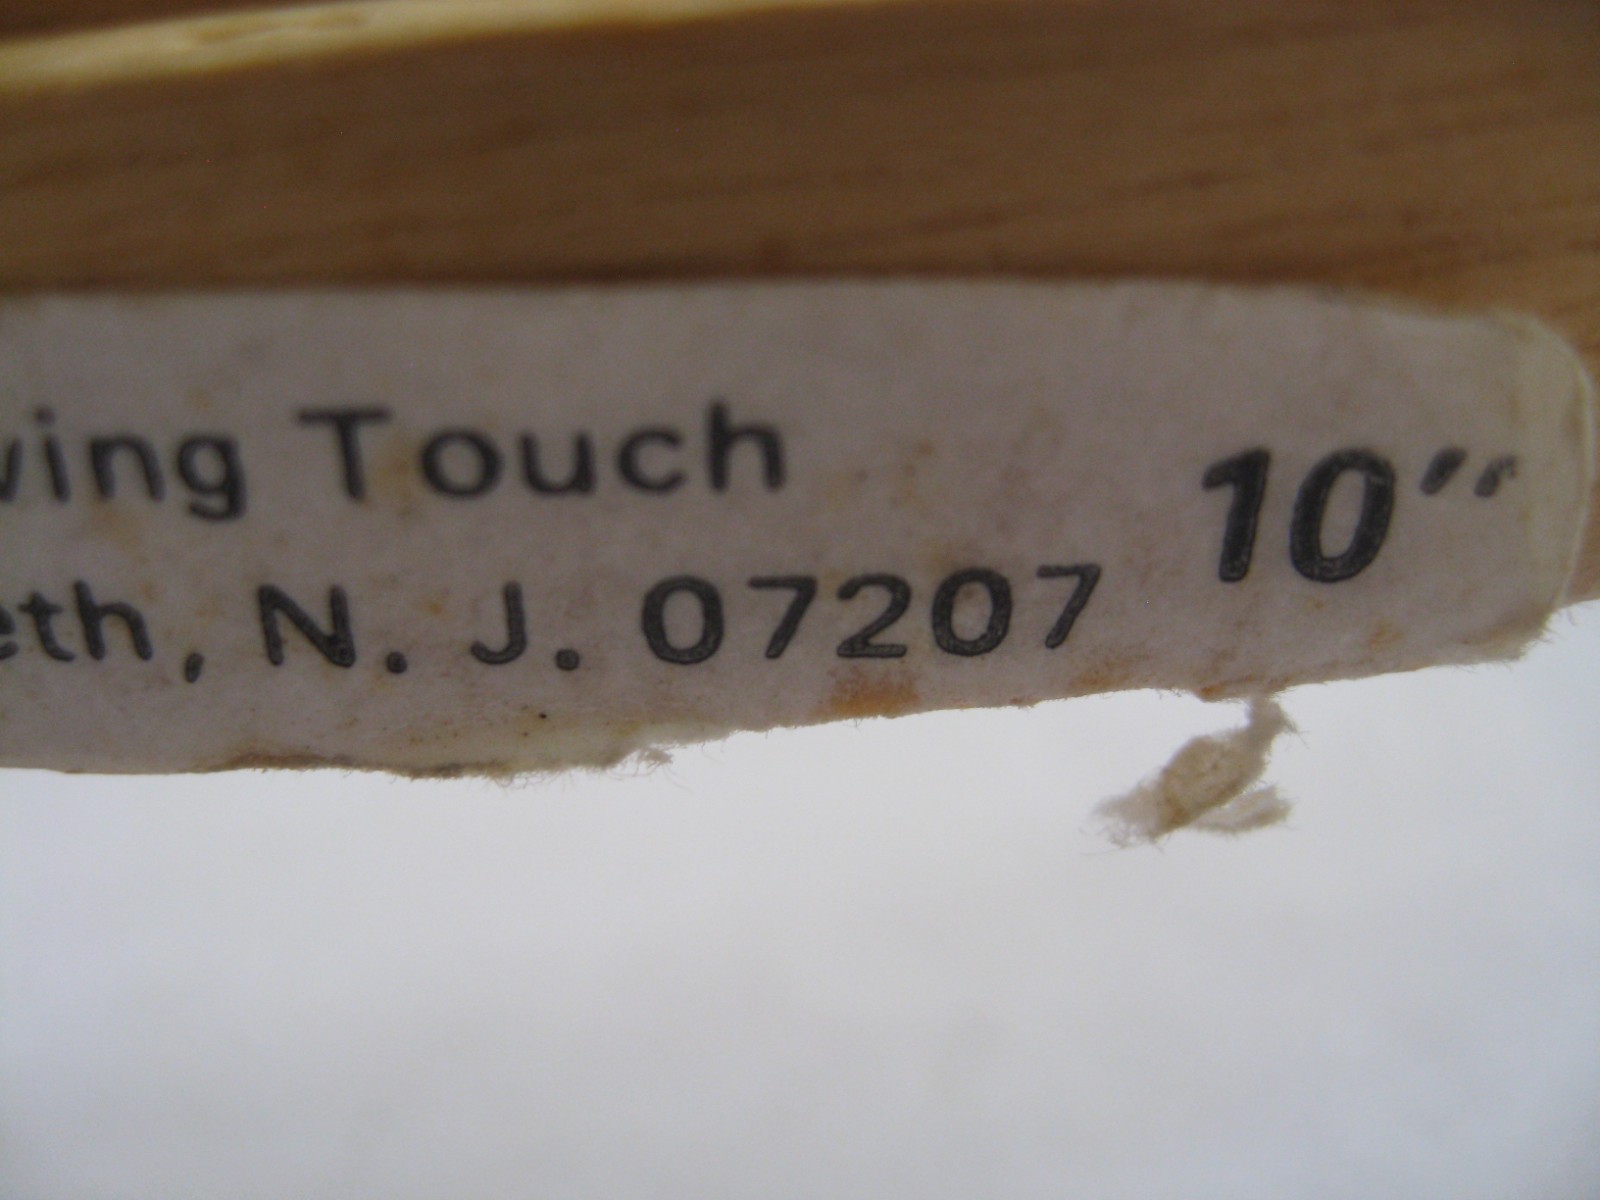 ving Touch
eth, N. J. 07207
10"